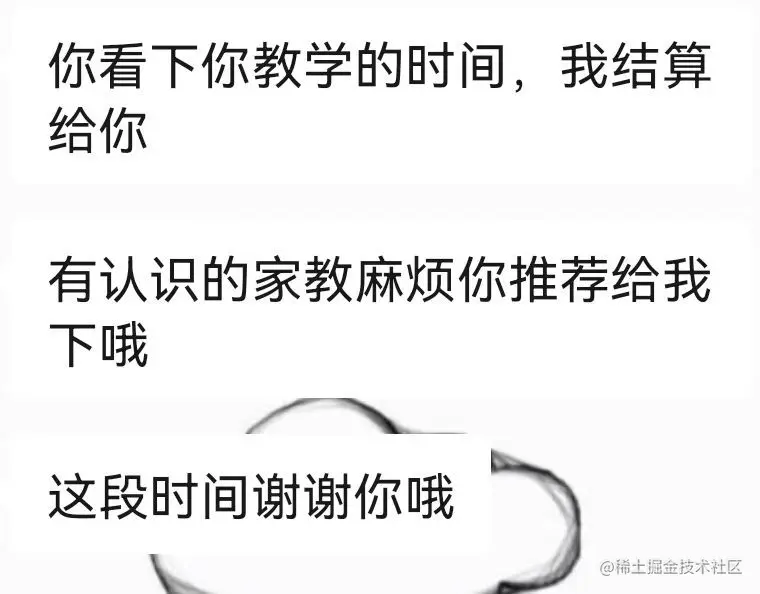 你看下你教学的时间，我结算
给你
有认识的家教麻烦你推荐给我
下哦
这段时间谢谢你哦
@稀土掘金技术社区